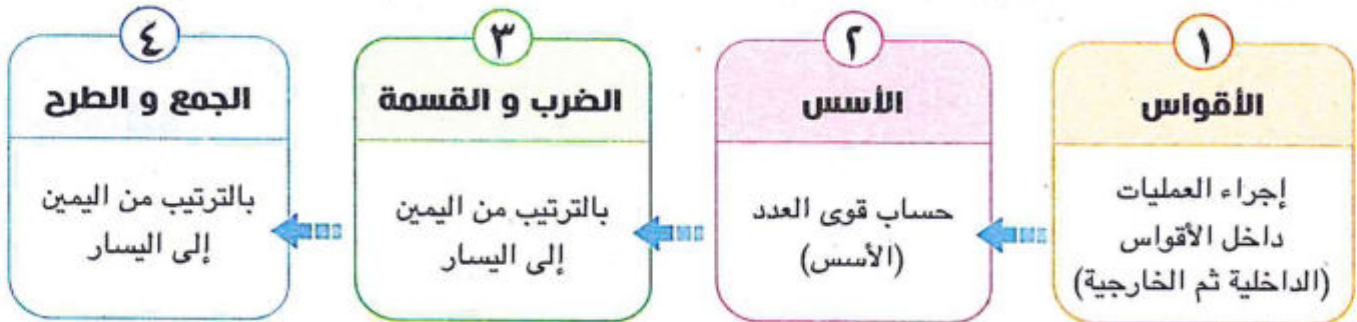 ١
الأقواس
إجراء العمليات
داخل الأقواس
(الداخلية ثم الخارجية)
٢
الأسس
حساب قوى العدد
(الأسس)
٣
الضرب و القسمة
بالترتيب من اليمين
إلى اليسار
٤
الجمع و الطرح
بالترتيب من اليمين
إلى اليسار